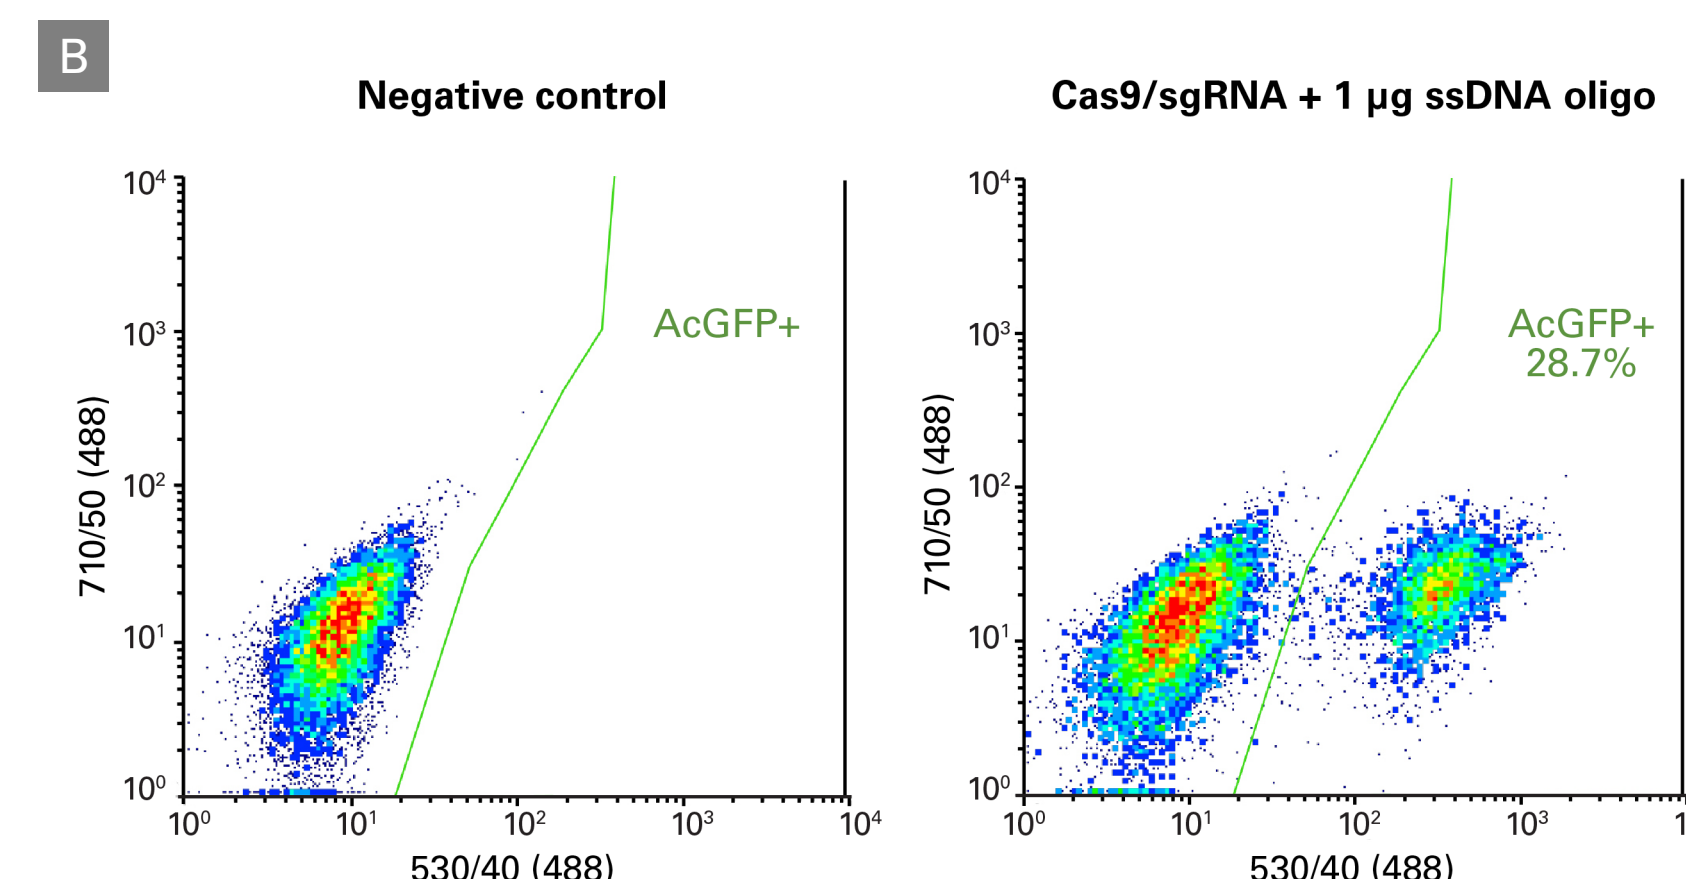 B
Negative control
Cas9/sgRNA + 1 µg ssDNA oligo
10⁴
10³
10²
10¹
10⁰
710/50 (488)
AcGFP+
10⁰ 10¹ 10² 10³ 10⁴
530/40 (488)
10⁴
10³
10²
10¹
10⁰
710/50 (488)
AcGFP+
28.7%
10⁰ 10¹ 10² 10³ 1
530/40 (488)